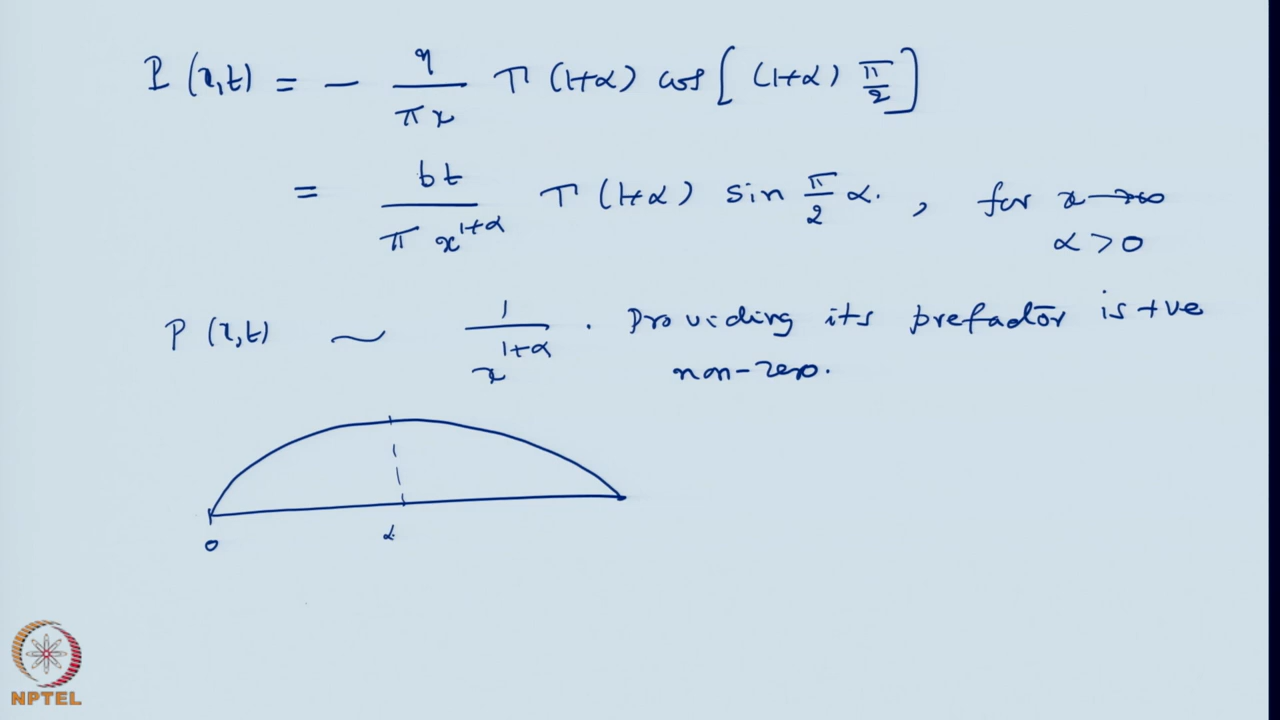 P (x,t) = - η / πx Γ (1+α) cos [ (1+α) π/2 ]
= bt / π x^{1+α} Γ (1+α) sin π/2 α. , for x→∞
α > 0
P (x,t) ~ 1 / x^{1+α} . Providing its prefactor is +ve
non-zero.
0 α
NPTEL